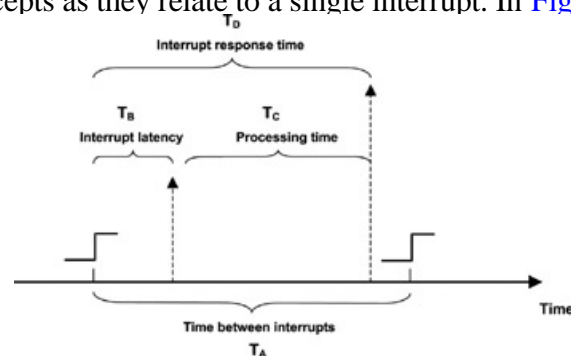 cepts as they relate to a single interrupt. In Fig
TD
Interrupt response time
TB TC
Interrupt latency Processing time
Time
Time between interrupts
TA